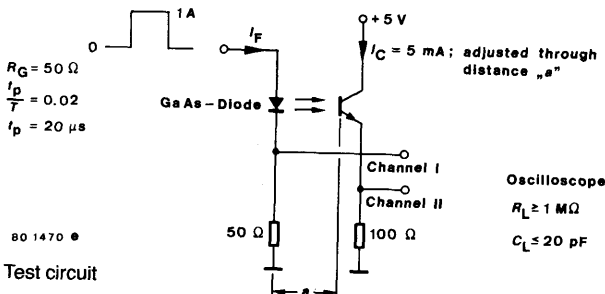 1 A
0
I_F
+ 5 V
I_C = 5 mA ; adjusted through
distance „a"
R_G = 50 Ω
t_p
T = 0.02
t_p = 20 µs
GaAs-Diode
Channel I
Channel II
50 Ω
100 Ω
Oscilloscope
R_L ≥ 1 MΩ
C_L ≤ 20 pF
80 1470 e
Test circuit
a